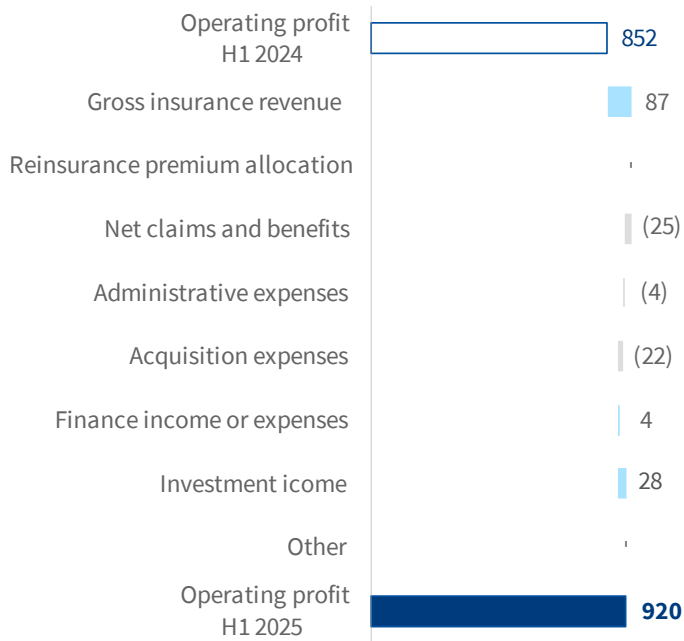 Operating profit
H1 2024
852
Gross insurance revenue
87
Reinsurance premium allocation
Net claims and benefits
(25)
Administrative expenses
(4)
Acquisition expenses
(22)
Finance income or expenses
4
Investment icome
28
Other
Operating profit
H1 2025
920